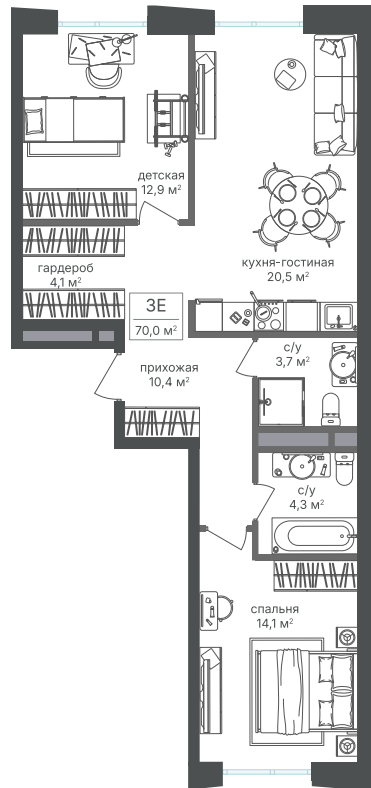 детская
12,9 м²
гардероб
4,1 м²
кухня-гостиная
20,5 м²
3Е
70,0 м²
прихожая
10,4 м²
с/у
3,7 м²
с/у
4,3 м²
спальня
14,1 м²